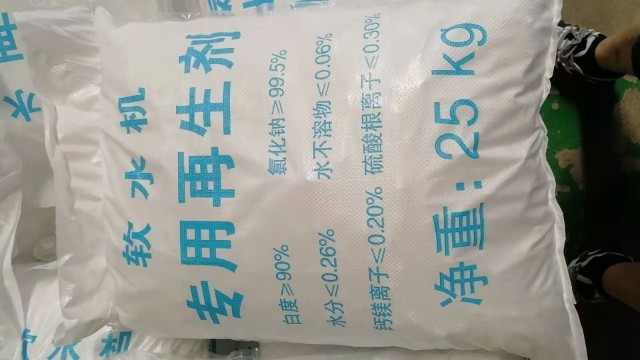 软水机
专用再生剂
白度≥90% 氯化钠≥99.5%
水分≤0.26% 水不溶物≤0.06%
钙镁离子≤0.20% 硫酸根离子≤0.30%
净重:25kg